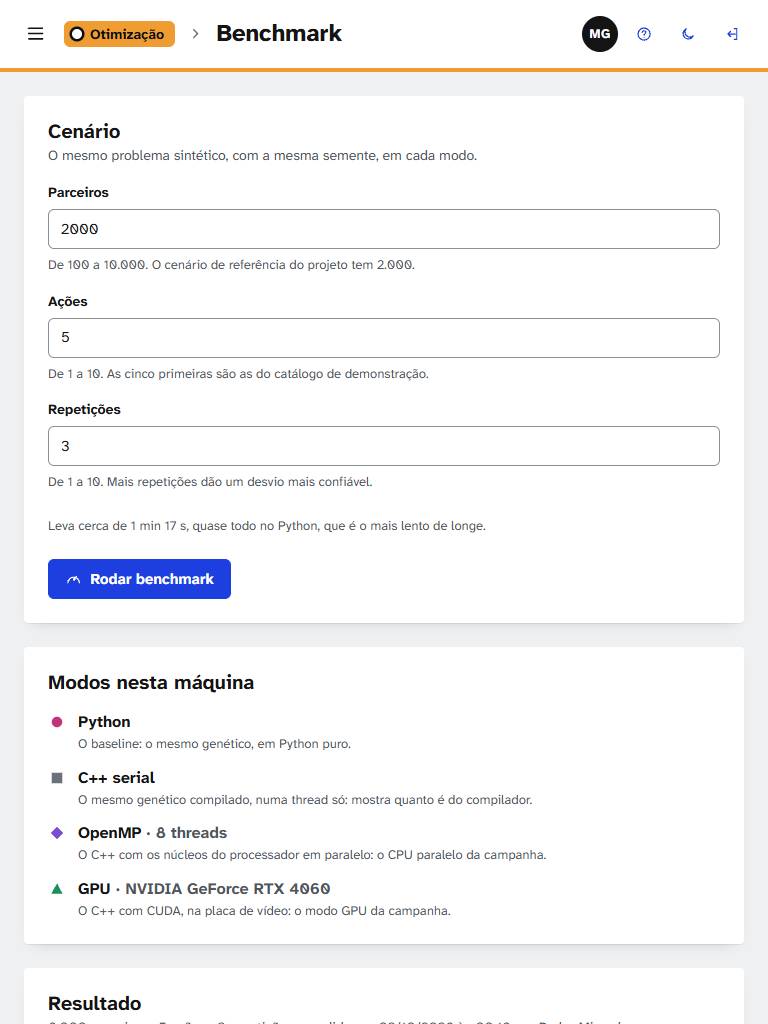 Otimização
Benchmark
MG
Cenário
O mesmo problema sintético, com a mesma semente, em cada modo.
Parceiros
2000
De 100 a 10.000. O cenário de referência do projeto tem 2.000.
Ações
5
De 1 a 10. As cinco primeiras são as do catálogo de demonstração.
Repetições
3
De 1 a 10. Mais repetições dão um desvio mais confiável.
Leva cerca de 1 min 17 s, quase todo no Python, que é o mais lento de longe.
Rodar benchmark
Modos nesta máquina
Python
O baseline: o mesmo genético, em Python puro.
C++ serial
O mesmo genético compilado, numa thread só: mostra quanto é do compilador.
OpenMP · 8 threads
O C++ com os núcleos do processador em paralelo: o CPU paralelo da campanha.
GPU · NVIDIA GeForce RTX 4060
O C++ com CUDA, na placa de vídeo: o modo GPU da campanha.
Resultado